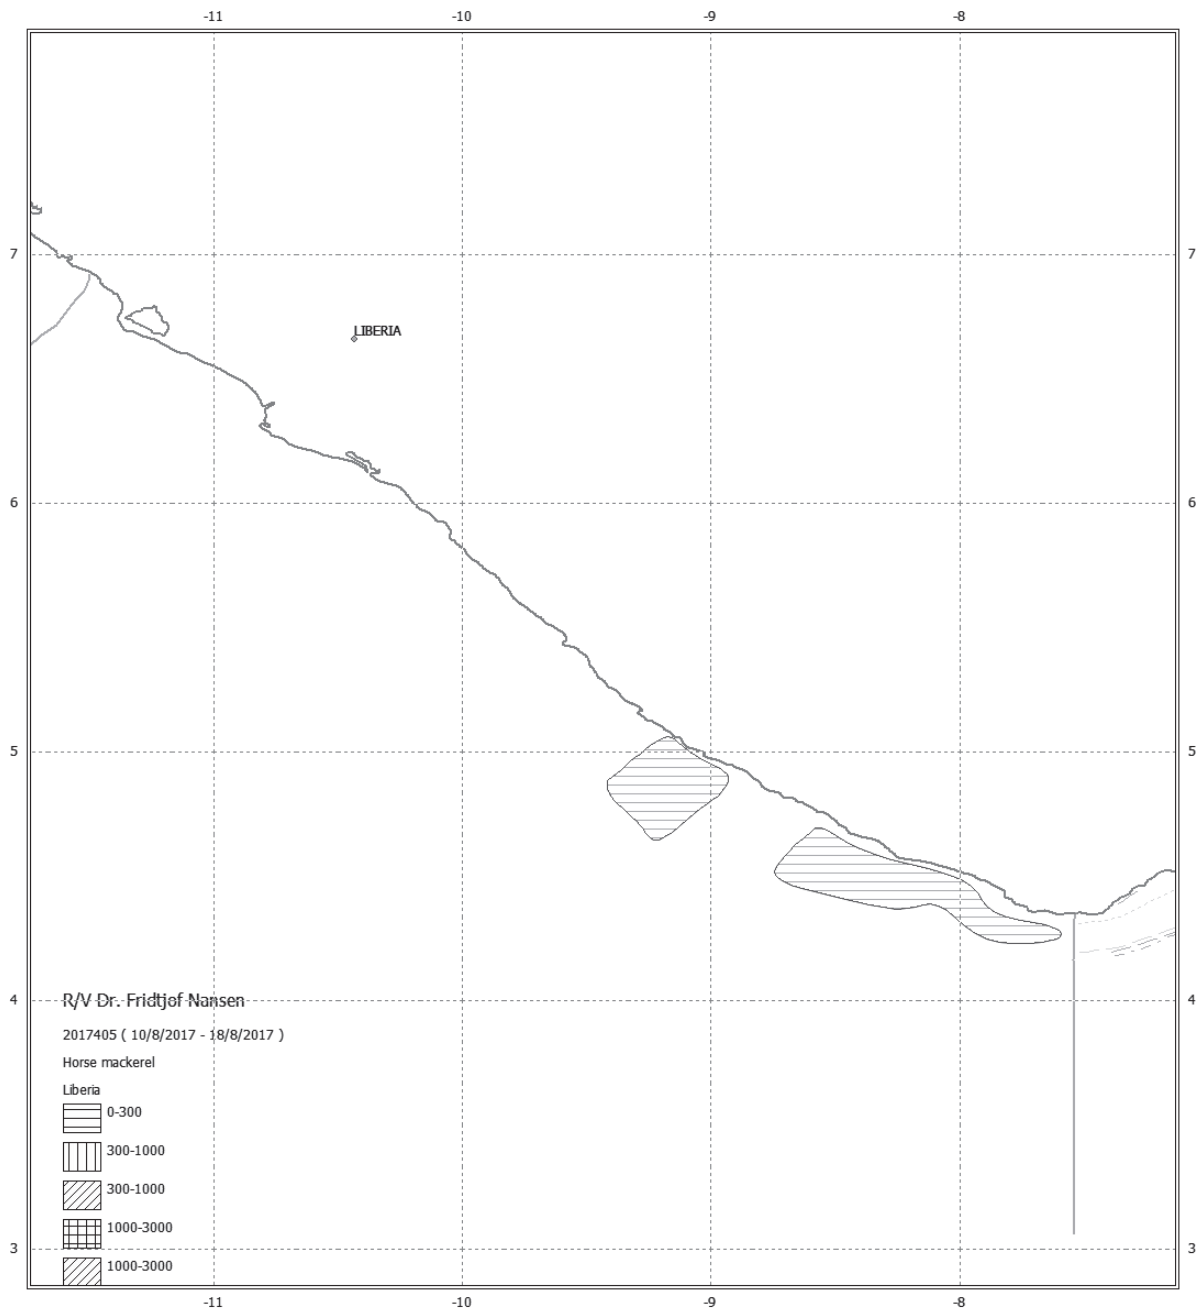 -11 -10 -9 -8
7 7
LIBERIA
6 6
5 5
4 4
R/V Dr. Fridtjof Nansen
2017405 ( 10/8/2017 - 18/8/2017 )
Horse mackerel
Liberia
0-300
300-1000
300-1000
1000-3000
3 3
1000-3000
-11 -10 -9 -8